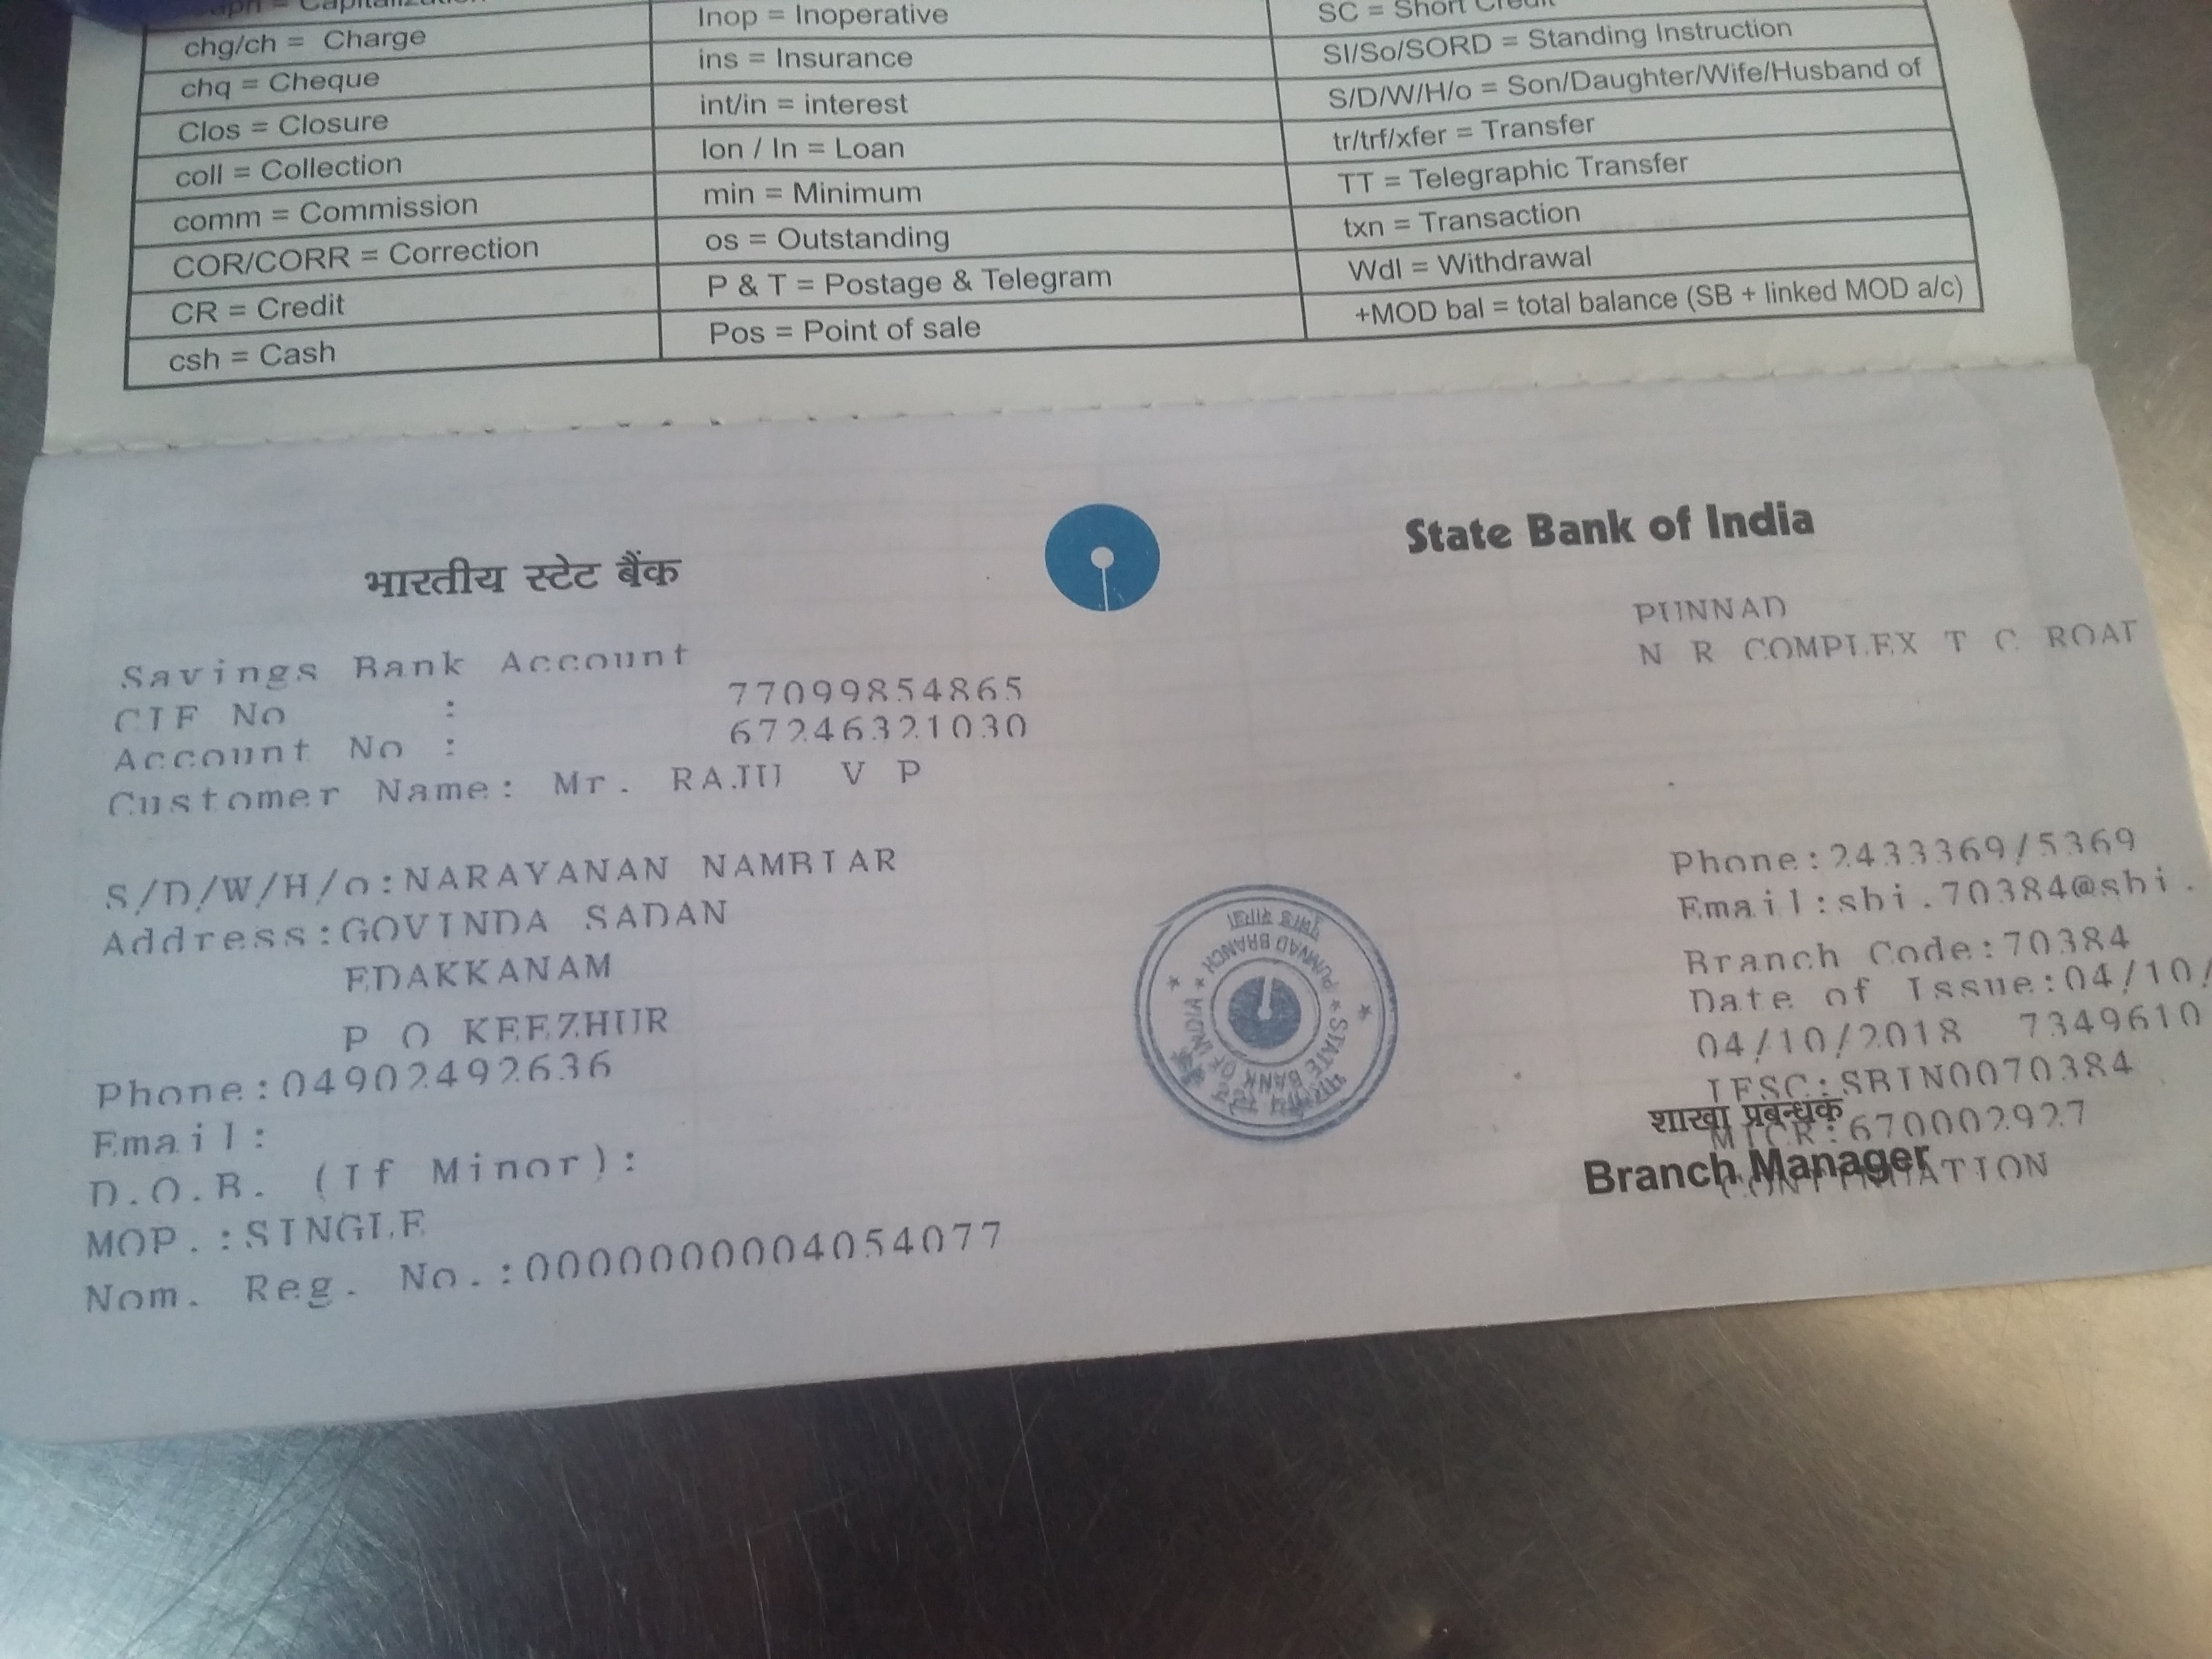 chg/ch = Charge
chq = Cheque
Clos = Closure
coll = Collection
comm = Commission
COR/CORR = Correction
CR = Credit
csh = Cash
Inop = Inoperative
ins = Insurance
int/in = interest
lon / ln = Loan
min = Minimum
os = Outstanding
P & T = Postage & Telegram
Pos = Point of sale
SC = Short Credit
SI/So/SORD = Standing Instruction
S/D/W/H/o = Son/Daughter/Wife/Husband of
tr/trf/xfer = Transfer
TT = Telegraphic Transfer
txn = Transaction
Wdl = Withdrawal
+MOD bal = total balance (SB + linked MOD a/c)
भारतीय स्टेट बैंक
State Bank of India
PUNNAD
N R COMPLEX T C ROAD
Savings Bank Account
CIF No : 77099854865
Account No : 67246321030
Customer Name: Mr. RAJU V P
S/D/W/H/o:NARAYANAN NAMBIAR
Address:GOVINDA SADAN
EDAKKANAM
P O KEEZHUR
Phone:04902492636
Email:
D.O.B. (If Minor):
MOP.:SINGLE
Nom. Reg. No.:0000000004054077
PUNNAD BRANCH
STATE BANK OF INDIA
Phone:2433369/5369
Email:sbi.70384@sbi.
Branch Code:70384
Date of Issue:04/10/
04/10/2018 7349610
IFSC:SBIN0070384
शाखा प्रबन्धक
MICR:670002927
Branch Manager
CONTINUATION